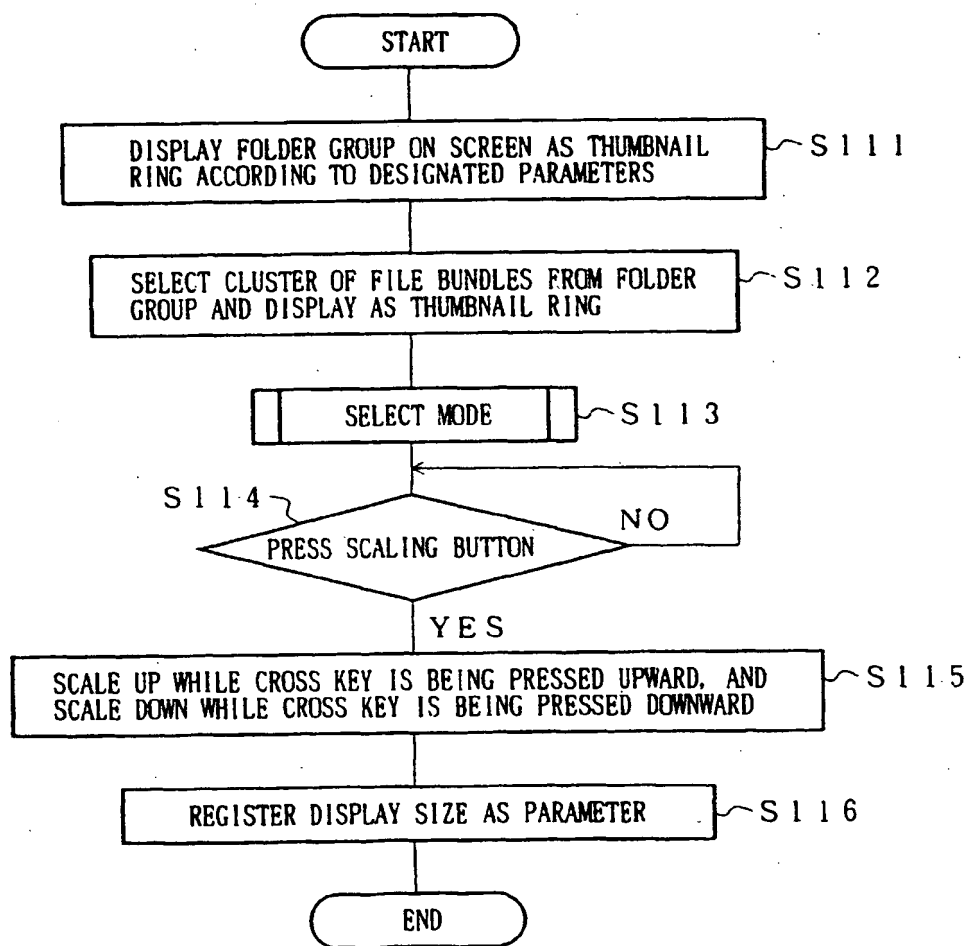 START
DISPLAY FOLDER GROUP ON SCREEN AS THUMBNAIL
RING ACCORDING TO DESIGNATED PARAMETERS
S111
SELECT CLUSTER OF FILE BUNDLES FROM FOLDER
GROUP AND DISPLAY AS THUMBNAIL RING
S112
SELECT MODE
S113
S114
PRESS SCALING BUTTON
NO
YES
SCALE UP WHILE CROSS KEY IS BEING PRESSED UPWARD, AND
SCALE DOWN WHILE CROSS KEY IS BEING PRESSED DOWNWARD
S115
REGISTER DISPLAY SIZE AS PARAMETER
S116
END